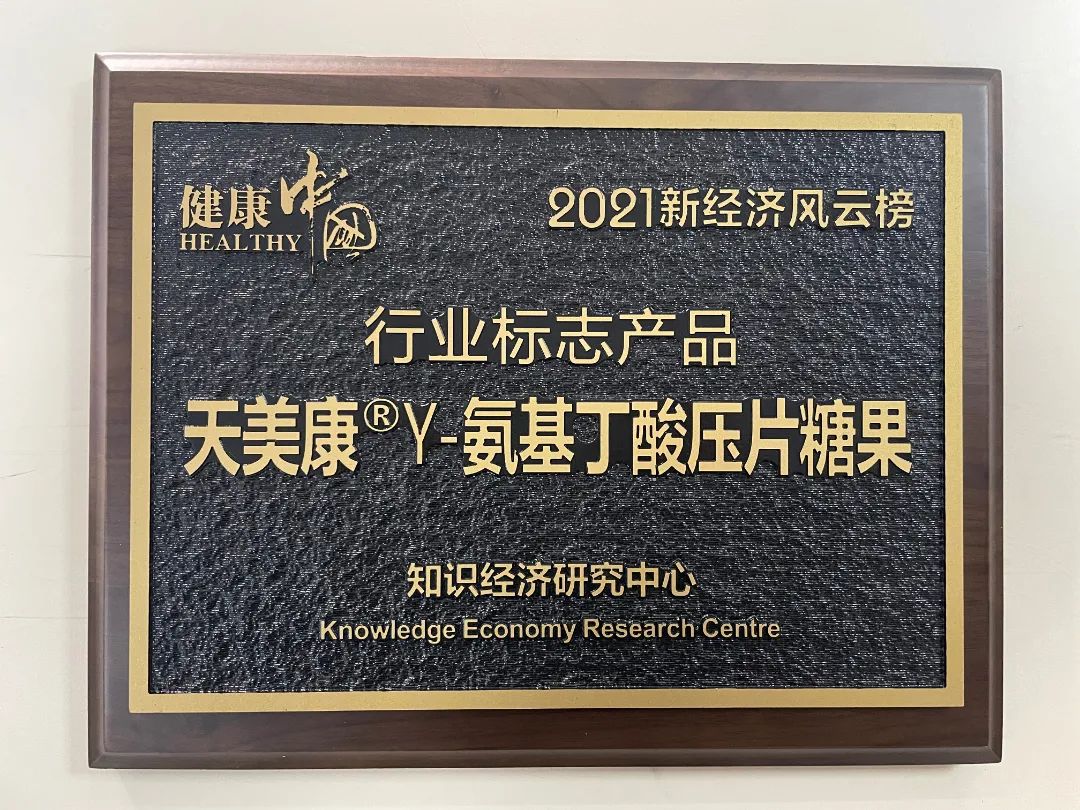 健康中國
HEALTHY
2021新经济风云榜
行业标志产品
天美康®γ-氨基丁酸压片糖果
知识经济研究中心
Knowledge Economy Research Centre